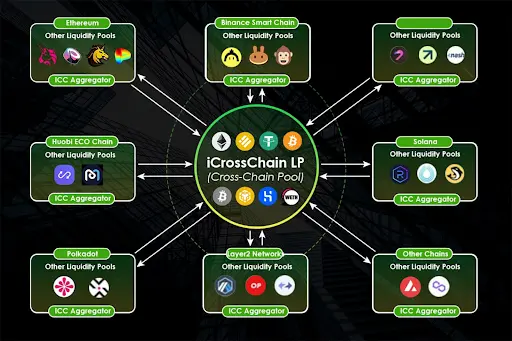 Ethereum
Other Liquidity Pools
ICC Aggregator
Binance Smart Chain
Other Liquidity Pools
ICC Aggregator
Other Liquidity Pools
ICC Aggregator
Huobi ECO Chain
Other Liquidity Pools
ICC Aggregator
iCrossChain LP
(Cross-Chain Pool)
WETH
Solana
Other Liquidity Pools
ICC Aggregator
Polkadot
Other Liquidity Pools
ICC Aggregator
Layer2 Network
Other Liquidity Pools
OP
ICC Aggregator
Other Chains
Other Liquidity Pools
ICC Aggregator